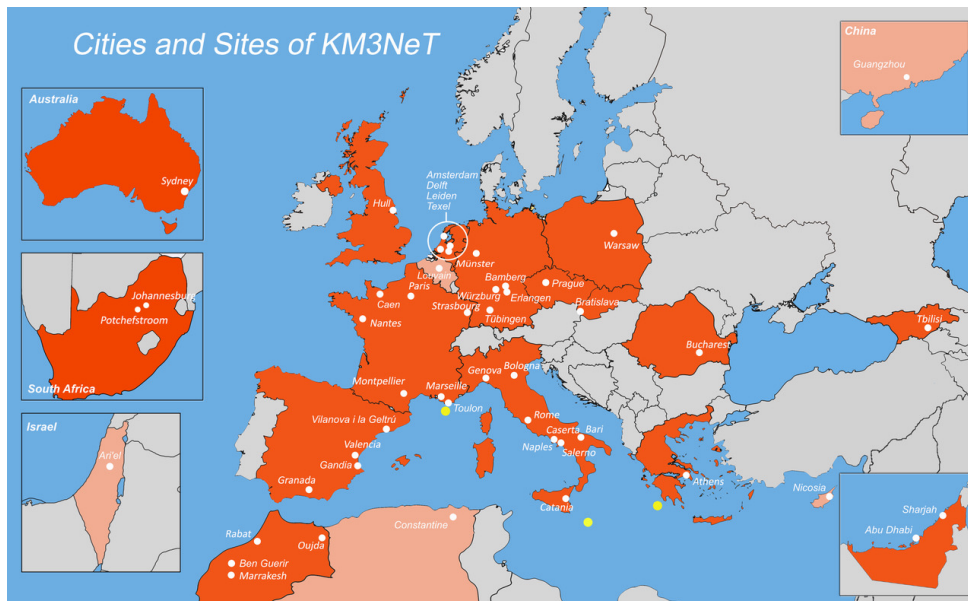 Cities and Sites of KM3NeT
China
Guangzhou
Australia
Sydney
Amsterdam
Delft
Leiden
Texel
Hull
Warsaw
Münster
Louvain
Paris
Bamberg
Prague
Caen
Würzburg
Erlangen
Strasbourg
Bratislava
Tübingen
Nantes
Johannesburg
Potchefstroom
South Africa
Tbilisi
Bucharest
Bologna
Genova
Montpellier
Marseille
Toulon
Vilanova i la Geltrú
Rome
Caserta
Bari
Naples
Salerno
Valencia
Gandia
Granada
Israel
Ari'el
Athens
Catania
Nicosia
Constantine
Rabat
Oujda
Ben Guerir
Marrakesh
Sharjah
Abu Dhabi